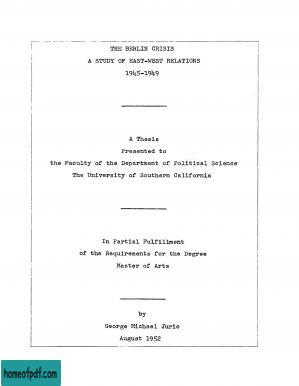 THE BERLIN CRISIS
A STUDY OF EAST-WEST RELATIONS
1945-1949
A Thesis
Presented to
the Faculty of the Department of Political Science
The University of Southern California
In Partial Fulfillment
of the Requirements for the Degree
Master of Arts
by
George Michael Juric
August 1952
homeofpdf.com